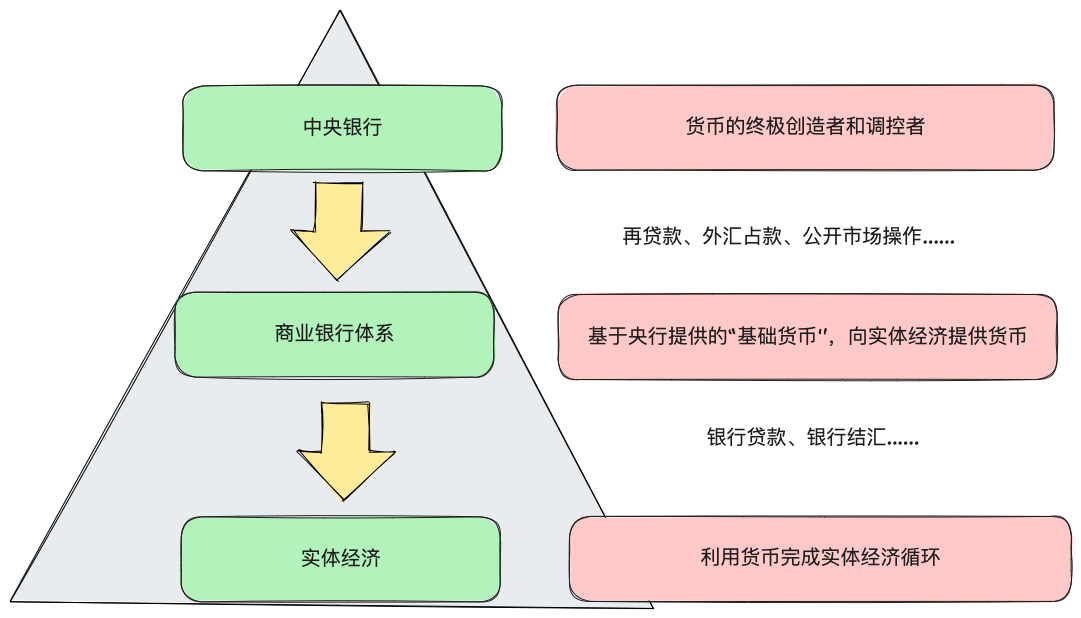 中央银行
货币的终极创造者和调控者
再贷款、外汇占款、公开市场操作……
商业银行体系
基于央行提供的“基础货币”，向实体经济提供货币
银行贷款、银行结汇……
实体经济
利用货币完成实体经济循环